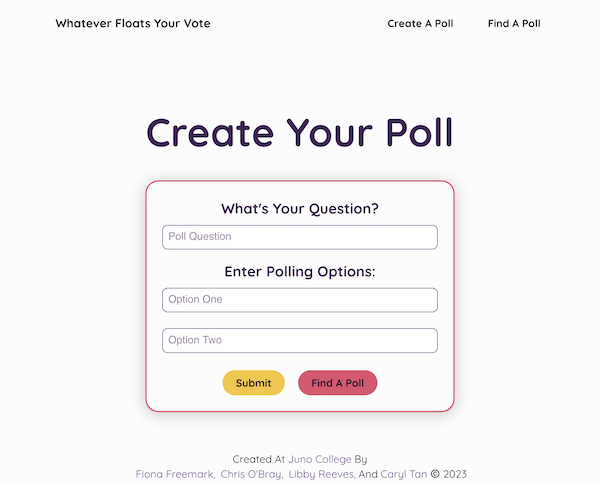 Whatever Floats Your Vote Create A Poll Find A Poll
Create Your Poll
What's Your Question?
Poll Question
Enter Polling Options:
Option One
Option Two
Submit Find A Poll
Created At Juno College By
Fiona Freemark, Chris O'Bray, Libby Reeves, And Caryl Tan © 2023